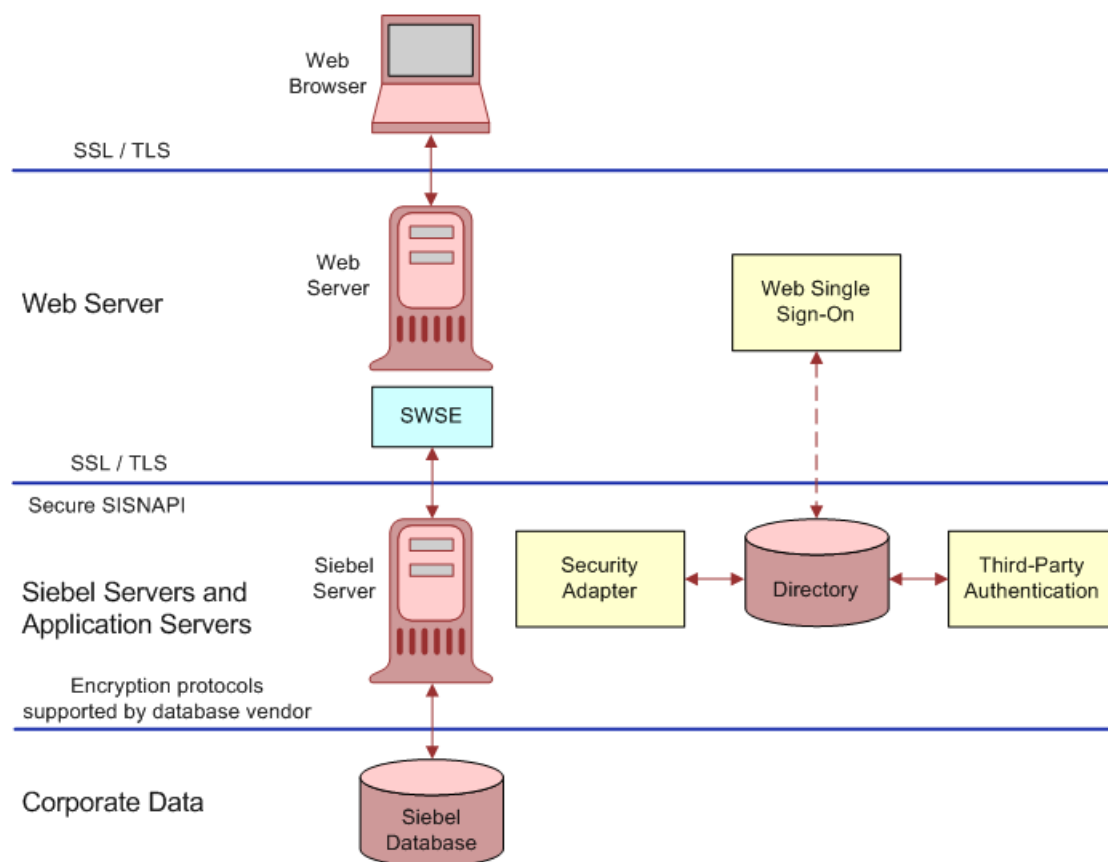 Web
Browser
SSL / TLS
Web
Server
Web Server
Web Single
Sign-On
SWSE
SSL / TLS
Secure SISNAPI
Siebel
Server
Security
Adapter
Directory
Third-Party
Authentication
Siebel Servers and
Application Servers
Encryption protocols
supported by database vendor
Corporate Data
Siebel
Database